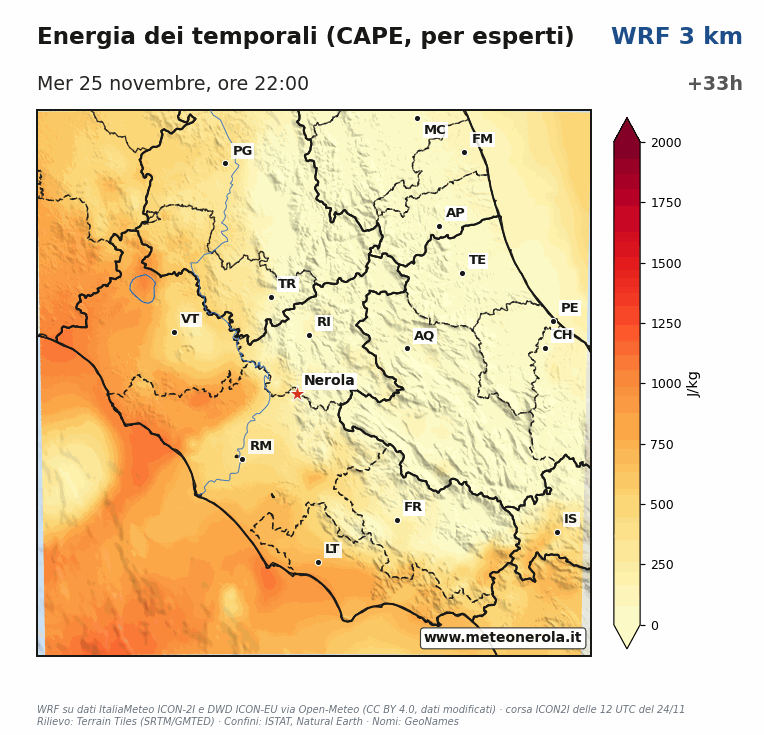 Energia dei temporali (CAPE, per esperti) WRF 3 km
Mer 25 novembre, ore 22:00 +33h
MC
FM
PG
AP
TE
TR
PE
VT
RI
AQ
CH
Nerola
RM
FR
IS
LT
www.meteonerola.it
2000
1750
1500
1250
1000
750
500
250
0
J/kg
WRF su dati ItaliaMeteo ICON-2I e DWD ICON-EU via Open-Meteo (CC BY 4.0, dati modificati) · corsa ICON2I delle 12 UTC del 24/11
Rilievo: Terrain Tiles (SRTM/GMTED) · Confini: ISTAT, Natural Earth · Nomi: GeoNames